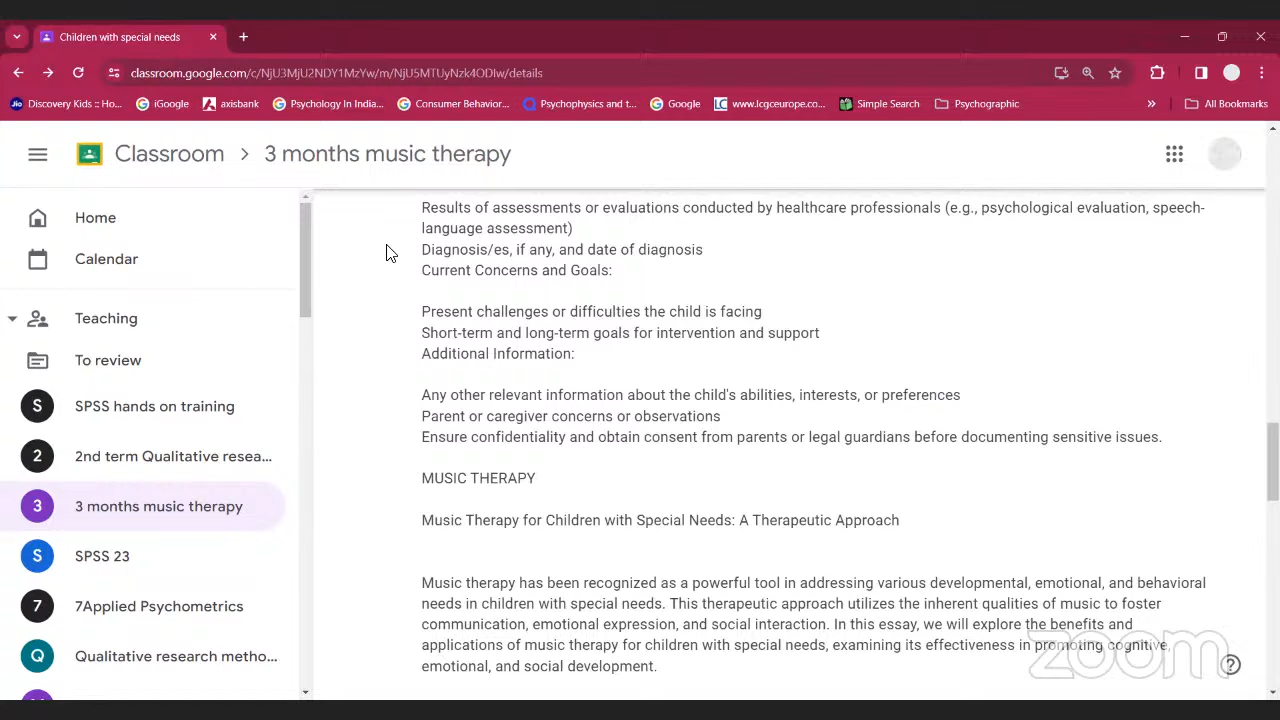 Children with special needs
classroom.google.com/c/NjU3MjU2NDY1MzYw/m/NjU5MTUyNzk4ODIw/details
Discovery Kids :: Ho... iGoogle axisbank Psychology In India... Consumer Behavior... Psychophysics and t... Google LC www.lcgceurope.co... Simple Search Psychographic » All Bookmarks
Classroom > 3 months music therapy
Home
Calendar
Teaching
To review
S SPSS hands on training
2 2nd term Qualitative resea...
3 3 months music therapy
S SPSS 23
7 7Applied Psychometrics
Q Qualitative research metho...
Results of assessments or evaluations conducted by healthcare professionals (e.g., psychological evaluation, speech-
language assessment)
Diagnosis/es, if any, and date of diagnosis
Current Concerns and Goals:
Present challenges or difficulties the child is facing
Short-term and long-term goals for intervention and support
Additional Information:
Any other relevant information about the child's abilities, interests, or preferences
Parent or caregiver concerns or observations
Ensure confidentiality and obtain consent from parents or legal guardians before documenting sensitive issues.
MUSIC THERAPY
Music Therapy for Children with Special Needs: A Therapeutic Approach
Music therapy has been recognized as a powerful tool in addressing various developmental, emotional, and behavioral
needs in children with special needs. This therapeutic approach utilizes the inherent qualities of music to foster
communication, emotional expression, and social interaction. In this essay, we will explore the benefits and
applications of music therapy for children with special needs, examining its effectiveness in promoting cognitive,
emotional, and social development.
zoom